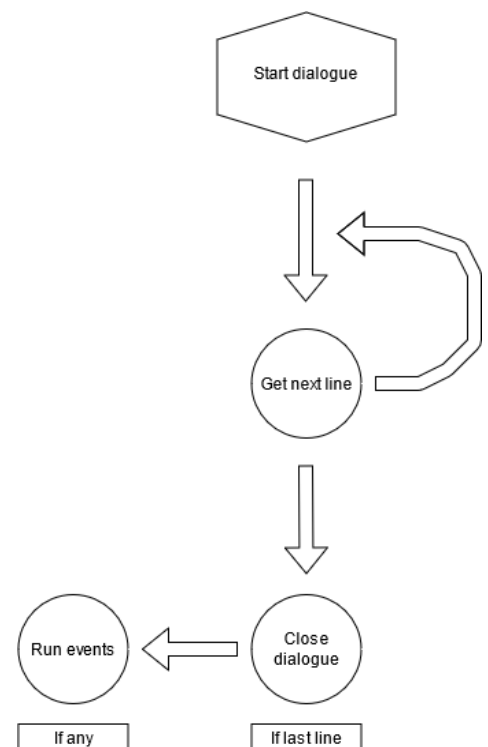 Start dialogue
Get next line
Run events
Close
dialogue
If any
If last line